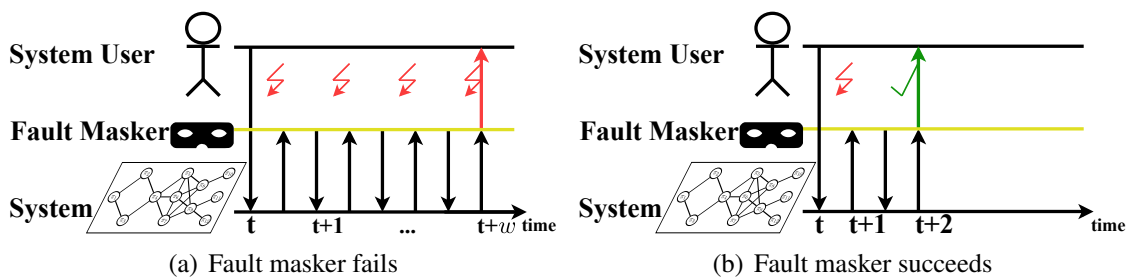 System User
System User
Fault Masker
Fault Masker
System
System
t t+1 ... t+w time
t t+1 t+2 time
(a) Fault masker fails
(b) Fault masker succeeds